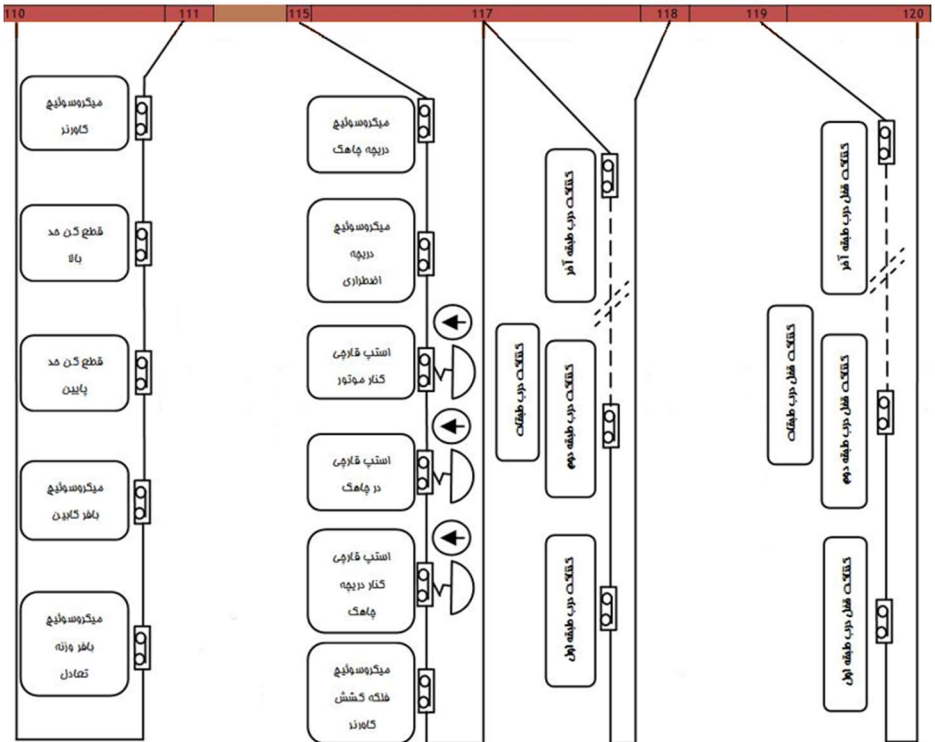 110 111 115 117 118 119 120
میکروسوئیچ
گاورنر
قطع کن حد
بالا
قطع کن حد
پایین
میکروسوئیچ
بافر کابین
میکروسوئیچ
بافر وزنه
تعادل
میکروسوئیچ
دریچه چاهک
میکروسوئیچ
دریچه
اضطراری
استپ قارچی
کنار موتور
استپ قارچی
در چاهک
استپ قارچی
کنار دریچه
چاهک
میکروسوئیچ
فلکه کشش
گاورنر
کنتاکت درب طبقه آخر
کنتاکت درب طبقات
کنتاکت درب طبقه دوم
کنتاکت درب طبقه اول
کنتاکت قفل درب طبقه آخر
کنتاکت قفل درب طبقات
کنتاکت قفل درب طبقه دوم
کنتاکت قفل درب طبقه اول